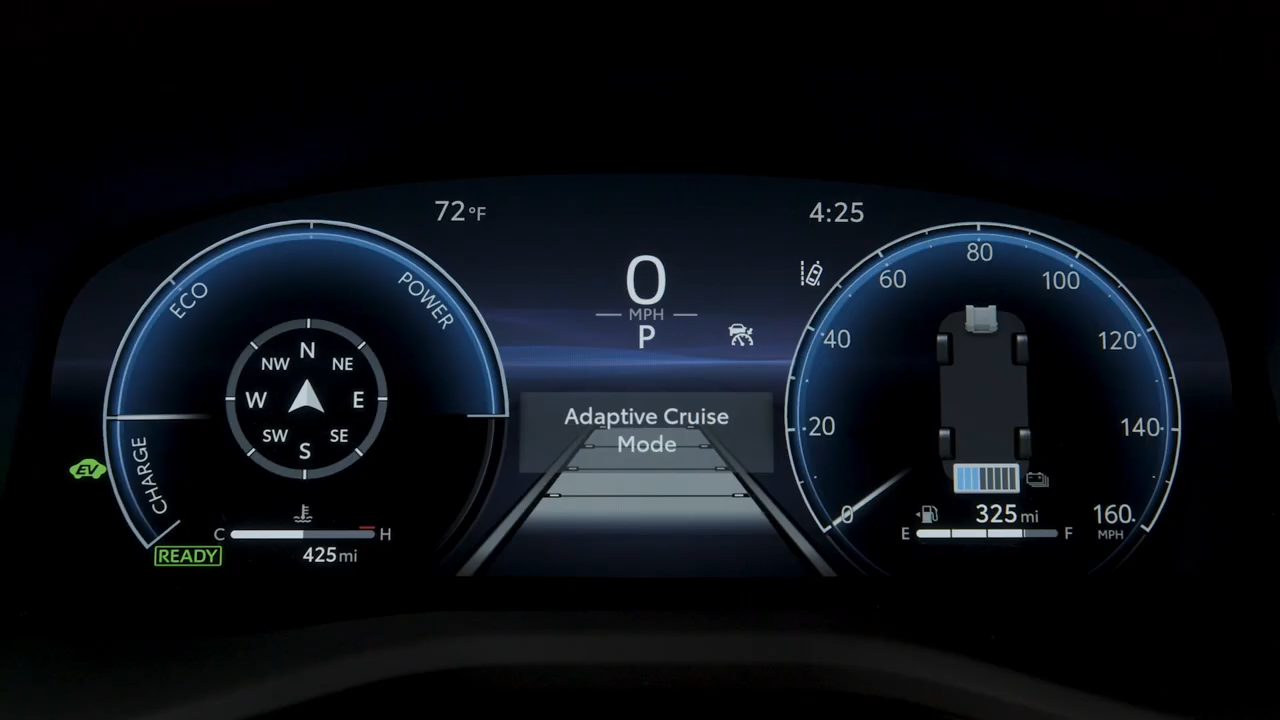 72°F
4:25
0
MPH
P
Adaptive Cruise
Mode
ECO
POWER
CHARGE
N
NW
NE
W
E
SW
SE
S
EV
READY
C
H
425mi
0
20
40
60
80
100
120
140
160
MPH
325mi
E
F